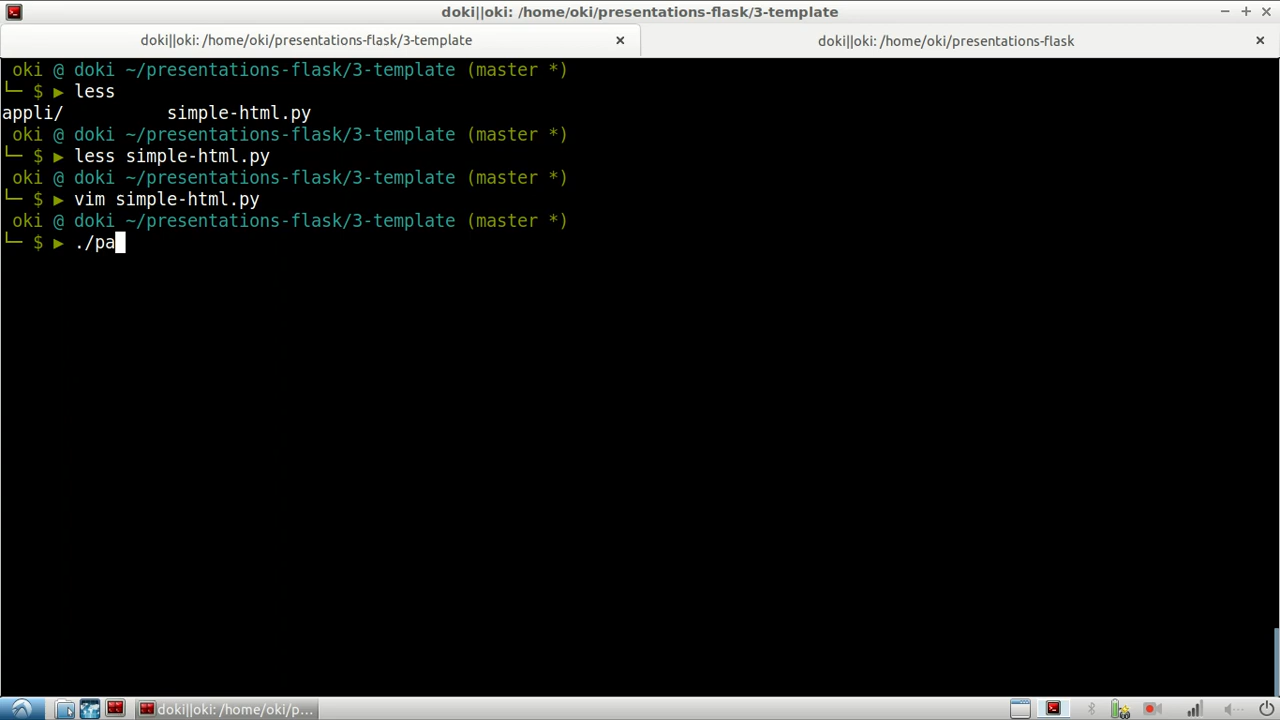 doki||oki: /home/oki/presentations-flask/3-template
doki||oki: /home/oki/presentations-flask/3-template
doki||oki: /home/oki/presentations-flask
oki @ doki ~/presentations-flask/3-template (master *)
└─ $ ▶ less
appli/          simple-html.py
oki @ doki ~/presentations-flask/3-template (master *)
└─ $ ▶ less simple-html.py
oki @ doki ~/presentations-flask/3-template (master *)
└─ $ ▶ vim simple-html.py
oki @ doki ~/presentations-flask/3-template (master *)
└─ $ ▶ ./pa
doki||oki: /home/oki/p...